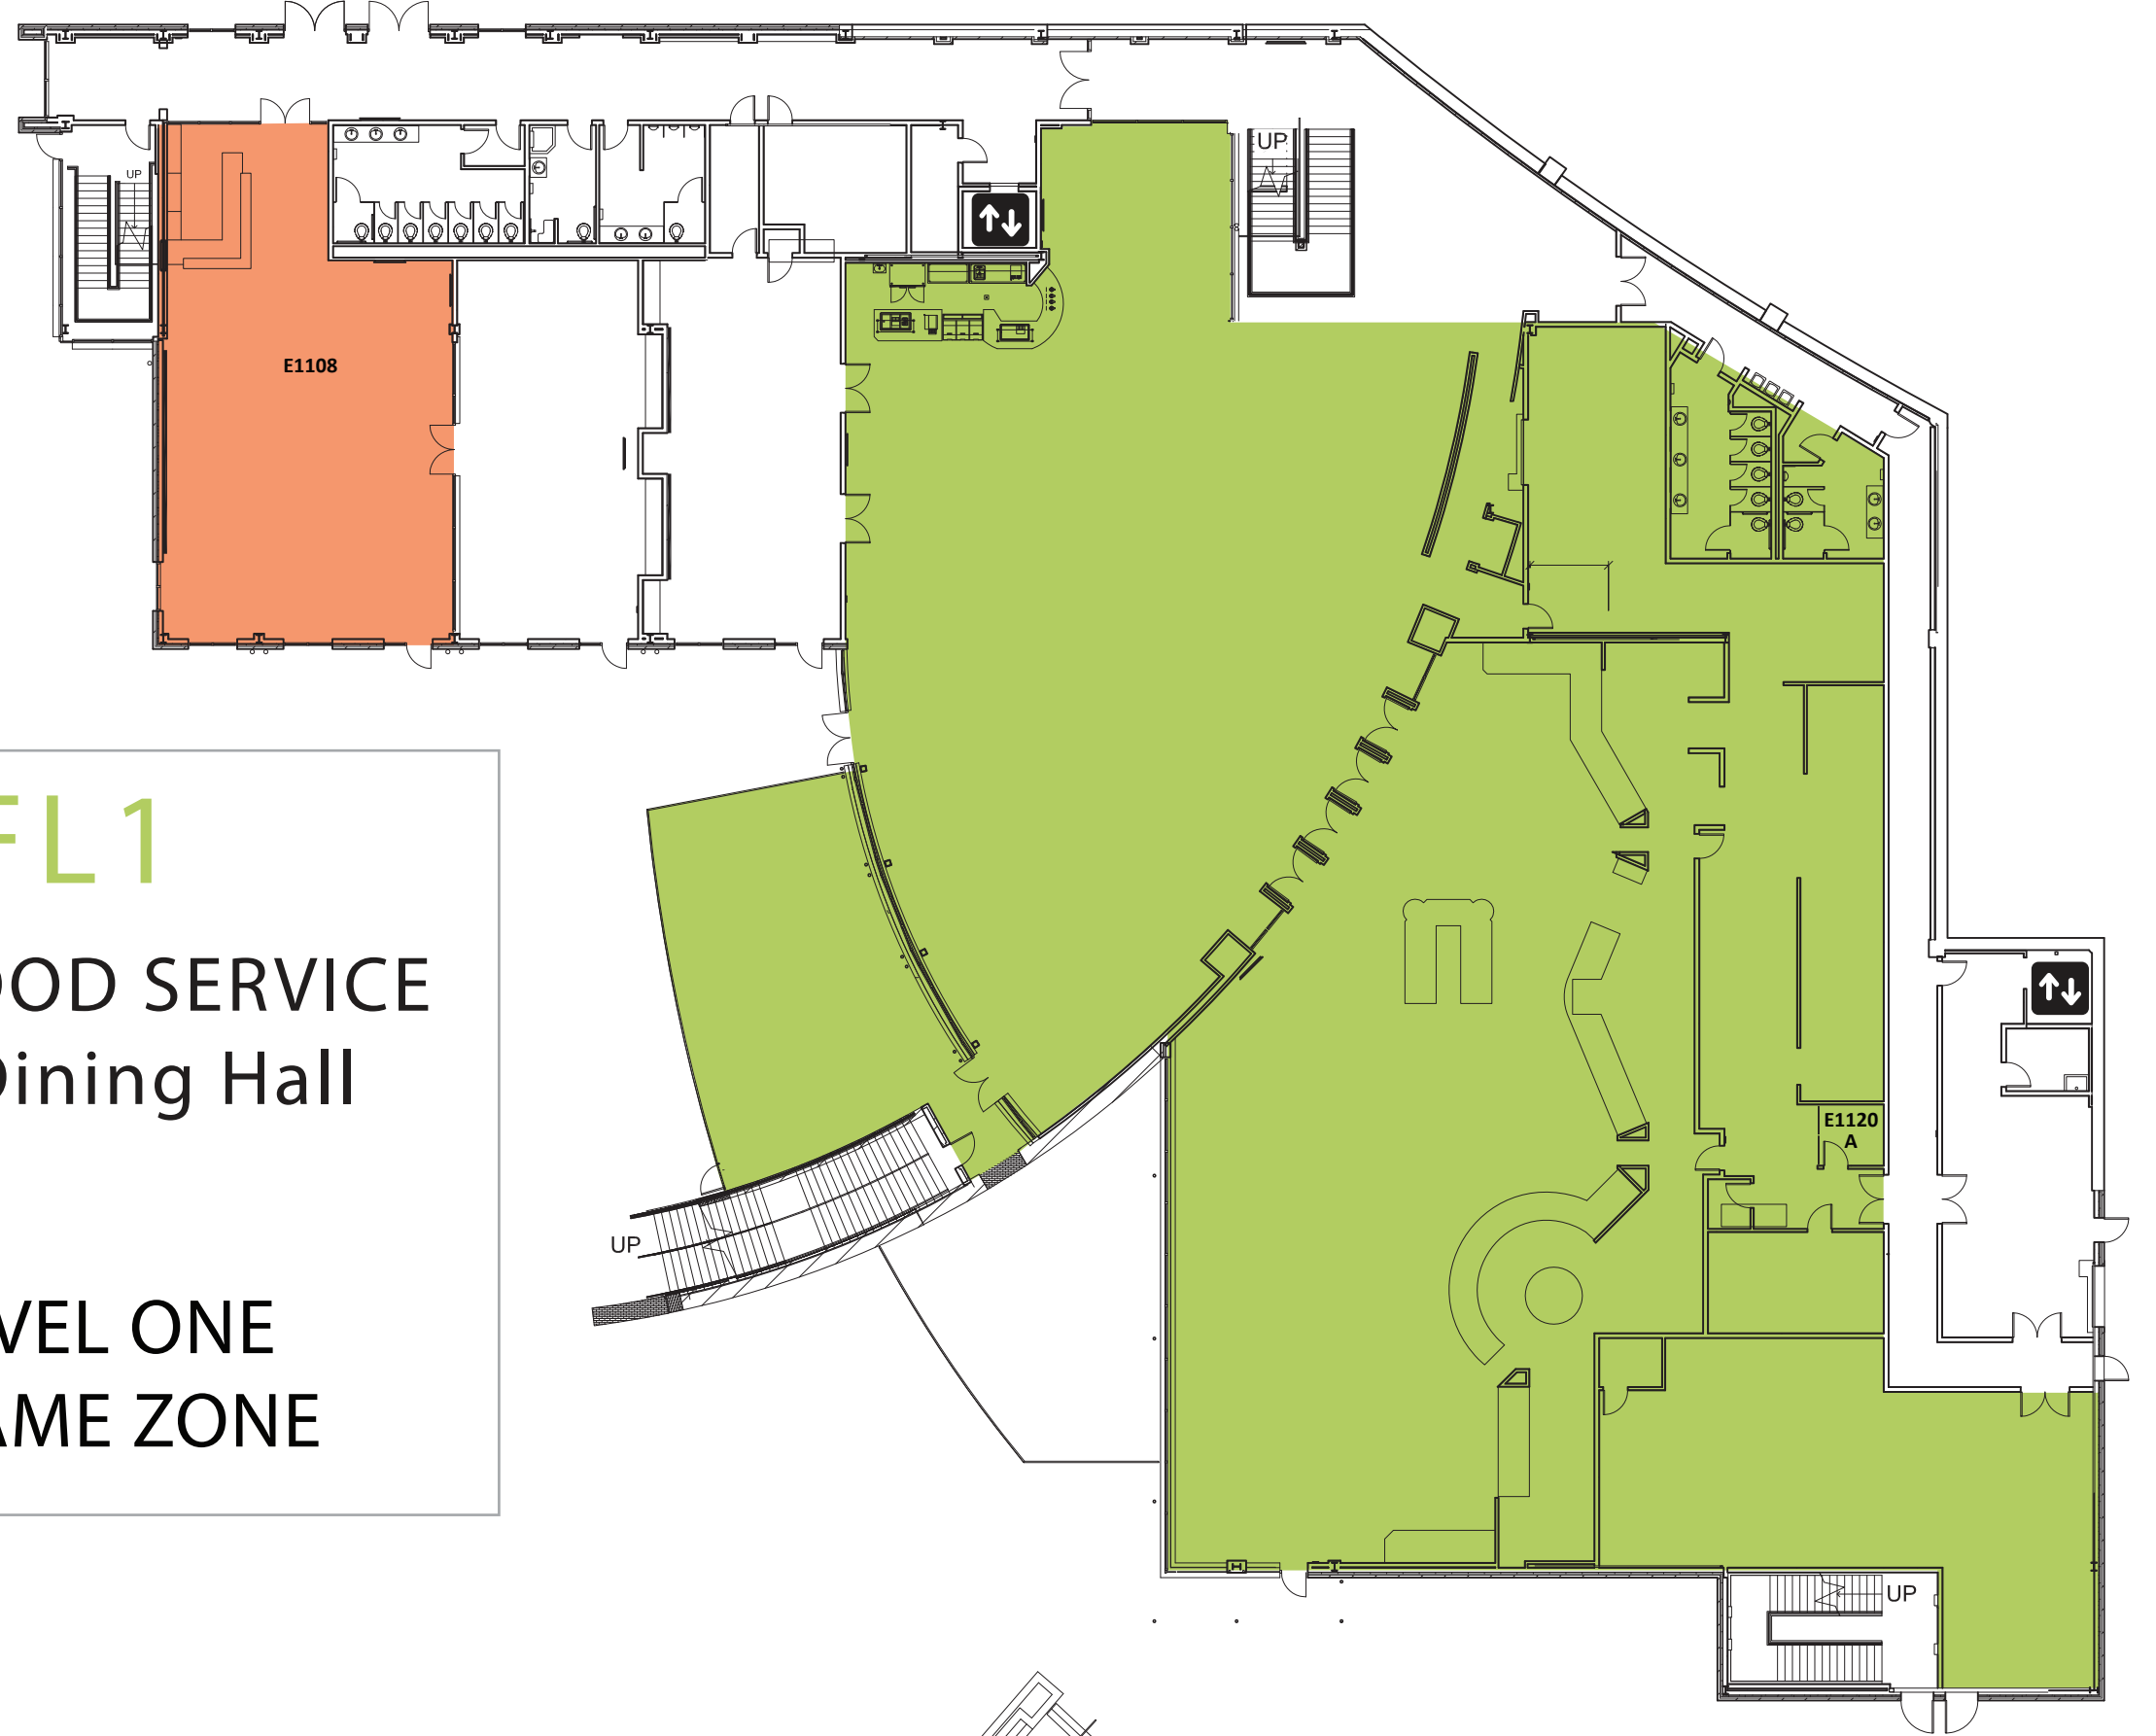 UP
UP
E1108
FL1
OOD SERVICE
Dining Hall
E1120
A
UP
VEL ONE
AME ZONE
UP